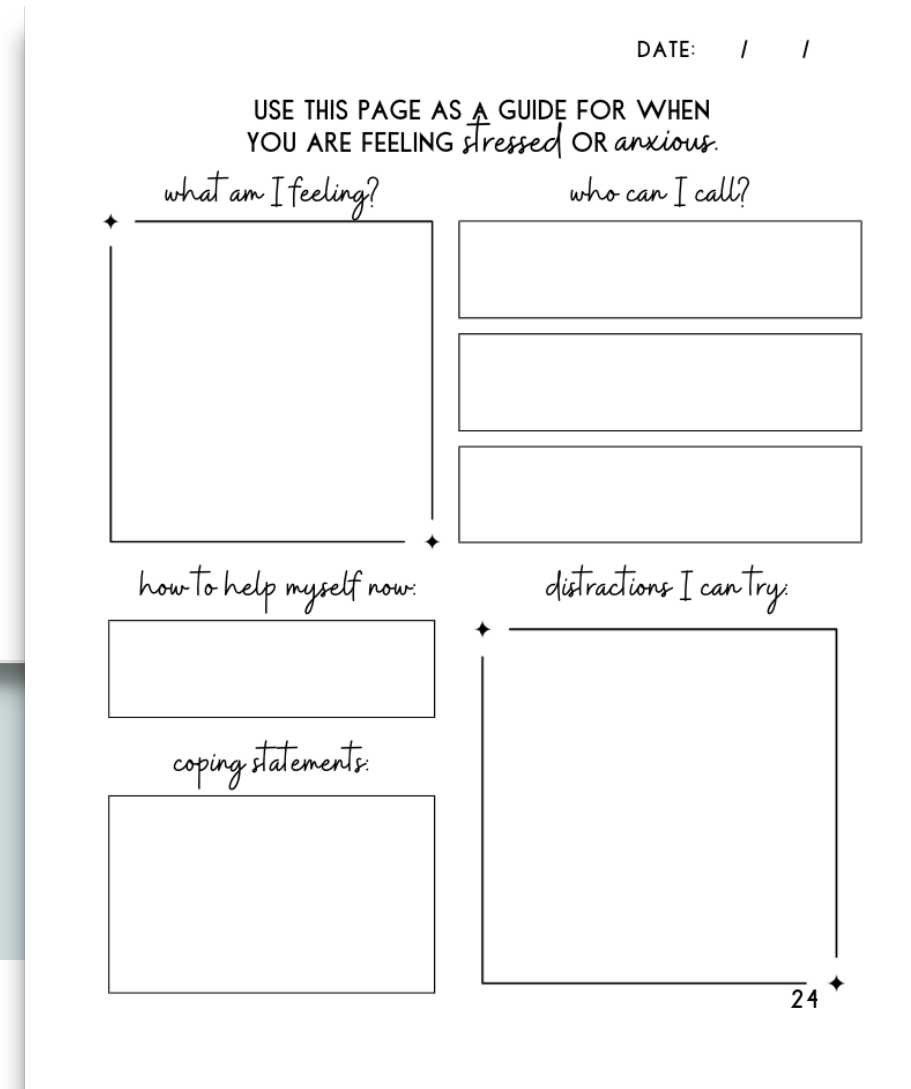 DATE: / /
USE THIS PAGE AS A GUIDE FOR WHEN
YOU ARE FEELING stressed OR anxious.
what am I feeling?
who can I call?
how to help myself now:
distractions I can try:
coping statements:
24